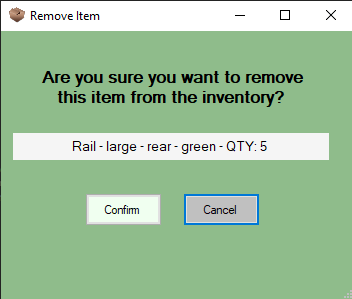 Remove Item
Are you sure you want to remove
this item from the inventory?
Rail - large - rear - green - QTY: 5
Confirm
Cancel